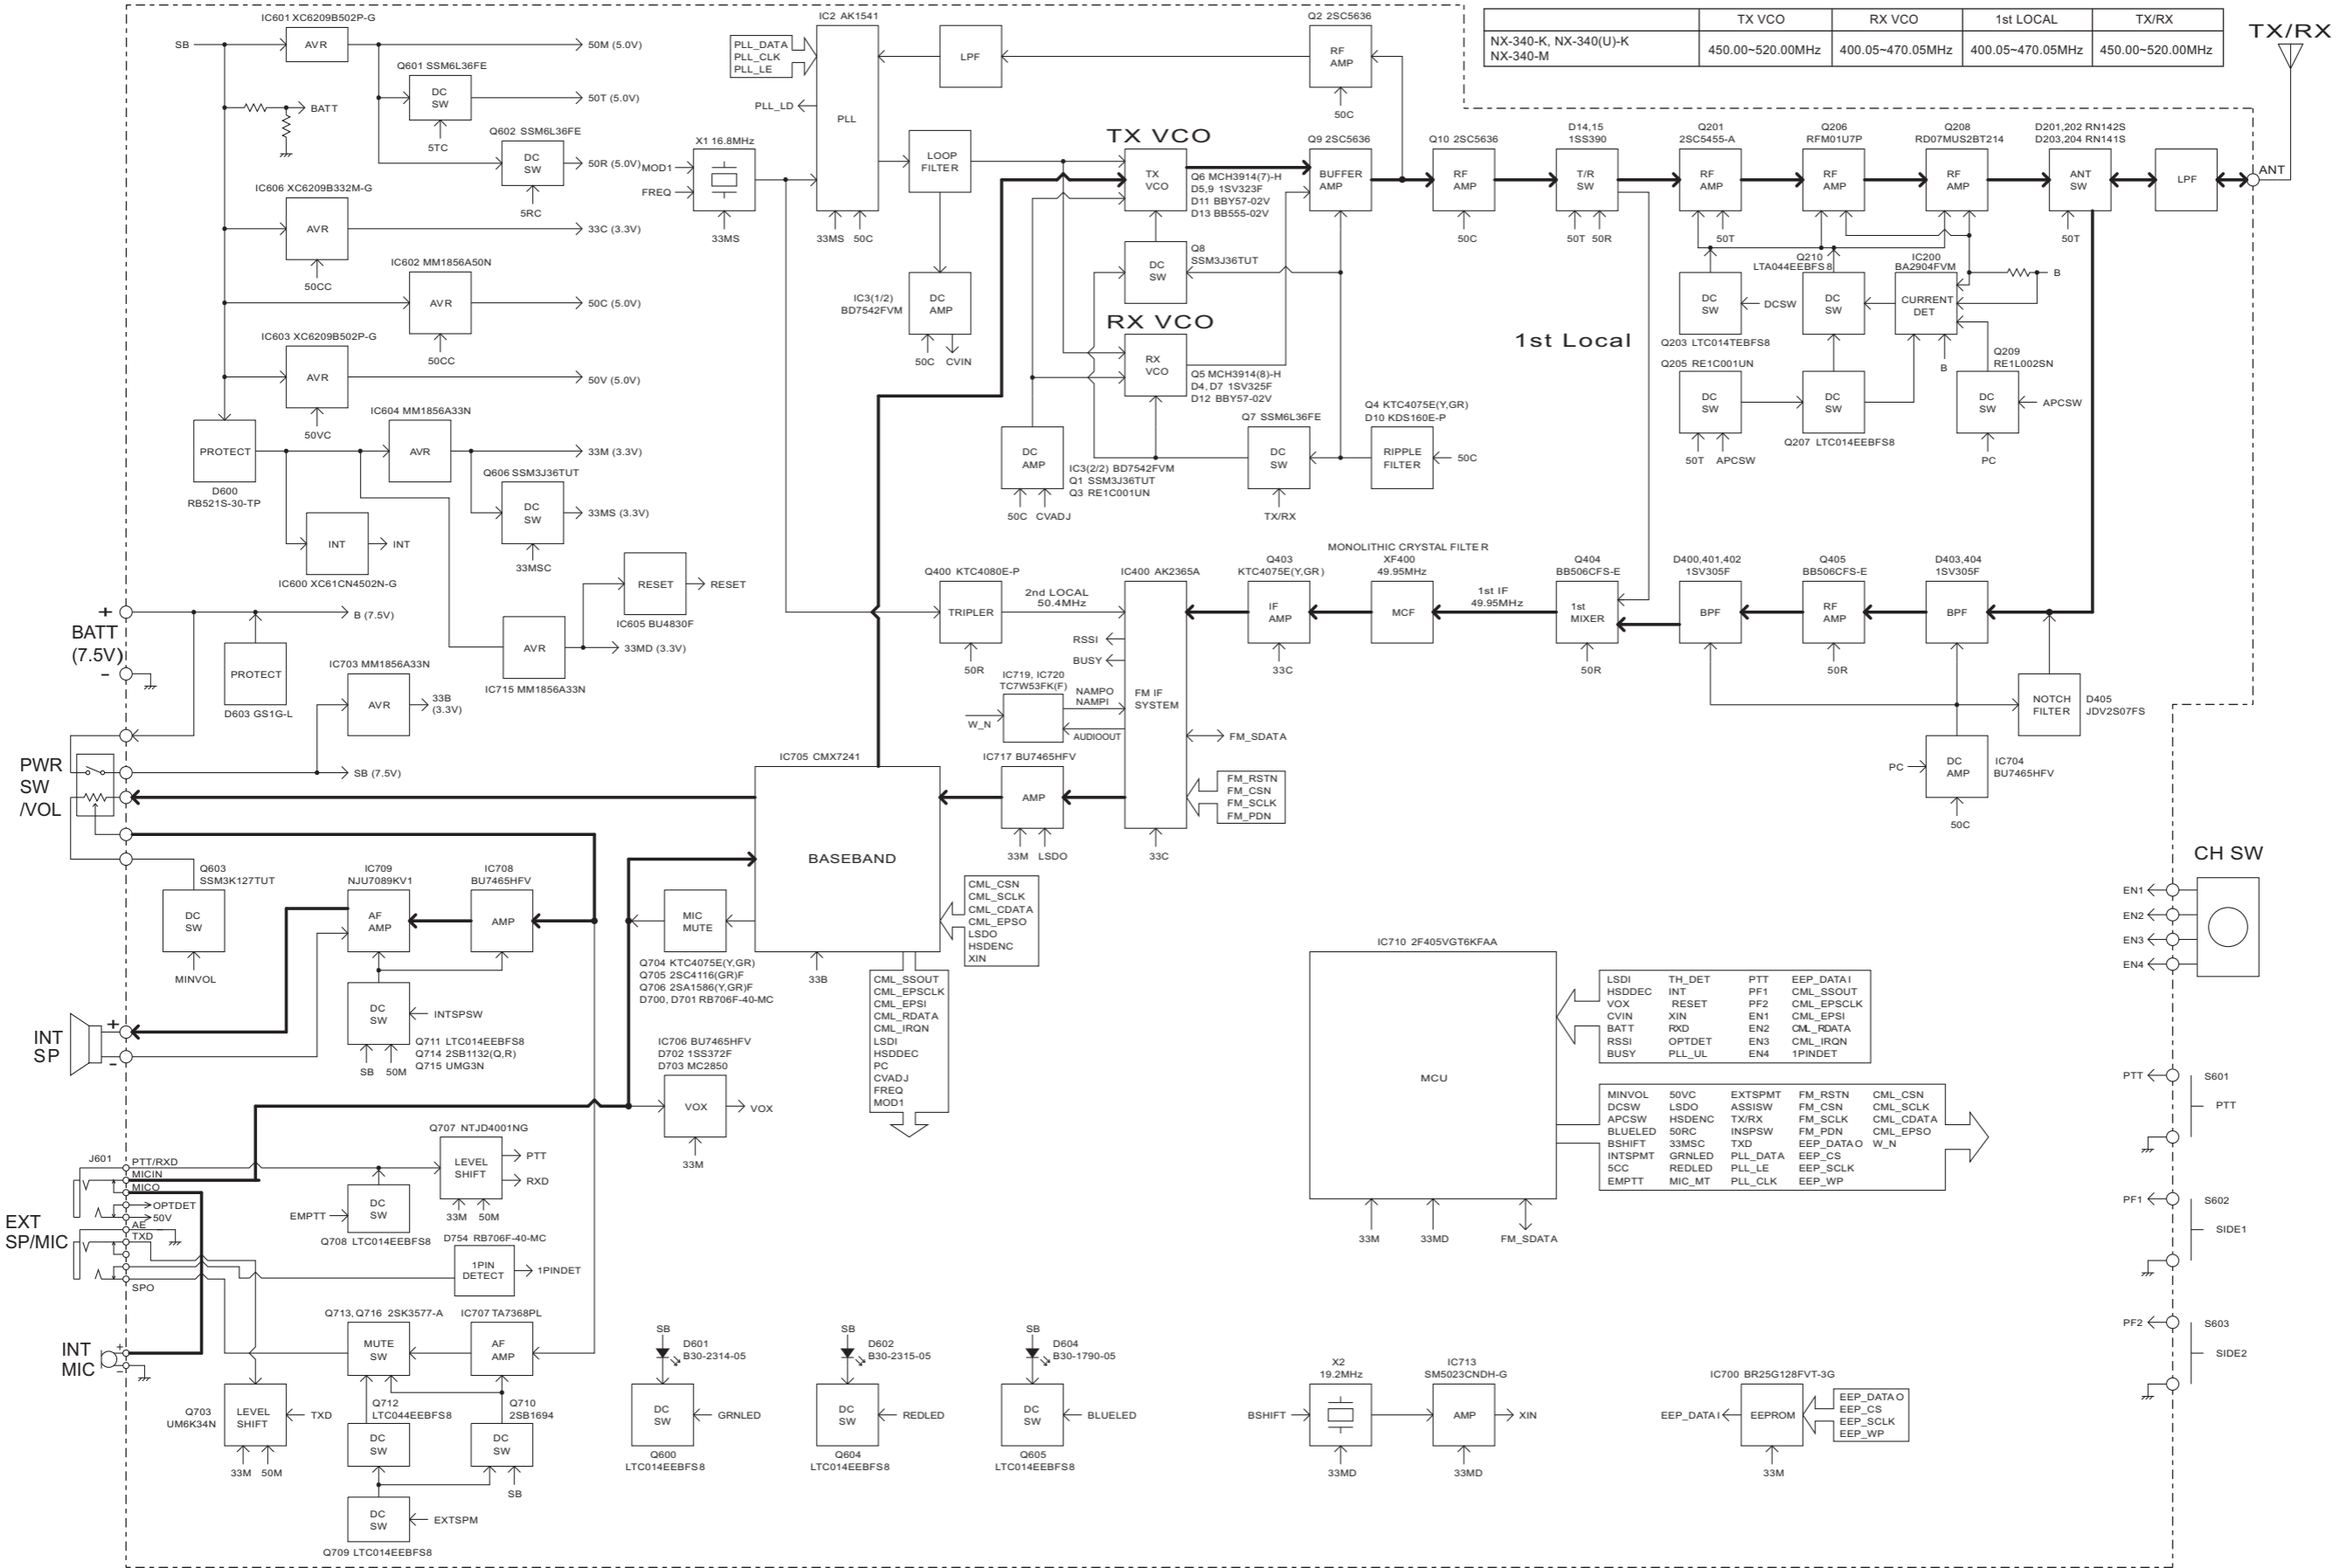 TX VCO RX VCO 1st LOCAL TX/RX
NX-340-K, NX-340(U)-K
NX-340-M
450.00~520.00MHz 400.05~470.05MHz 400.05~470.05MHz 450.00~520.00MHz
TX/RX
ANT
IC601 XC6209B502P-G
SB
AVR
50M (5.0V)
Q601 SSM6L36FE
DC
SW
50T (5.0V)
5TC
BATT
Q602 SSM6L36FE
DC
SW
50R (5.0V)
5RC
IC606 XC6209B332M-G
AVR
33C (3.3V)
50CC
IC602 MM1856A50N
AVR
50C (5.0V)
50CC
IC603 XC6209B502P-G
AVR
50V (5.0V)
50VC
IC604 MM1856A33N
PROTECT
AVR
33M (3.3V)
D600
RB521S-30-TP
Q606 SSM3J36TUT
DC
SW
33MS (3.3V)
33MSC
INT
INT
IC600 XC61CN4502N-G
RESET
RESET
IC605 BU4830F
AVR
33MD (3.3V)
IC715 MM1856A33N
+
BATT
(7.5V)
-
B (7.5V)
PROTECT
D603 GS1G-L
IC703 MM1856A33N
AVR
33B
(3.3V)
PWR
SW
/VOL
SB (7.5V)
IC2 AK1541
PLL_DATA
PLL_CLK
PLL_LE
PLL_LD
PLL
33MS 50C
X1 16.8MHz
MOD1
FREQ
33MS
LPF
Q2 2SC5636
RF
AMP
50C
LOOP
FILTER
IC3(1/2)
BD7542FVM
DC
AMP
50C CVIN
TX VCO
TX
VCO
Q6 MCH3914(7)-H
D5,9 1SV323F
D11 BBY57-02V
D13 BB555-02V
Q8
SSM3J36TUT
DC
SW
RX VCO
RX
VCO
Q5 MCH3914(8)-H
D4, D7 1SV325F
D12 BBY57-02V
DC
AMP
IC3(2/2) BD7542FVM
Q1 SSM3J36TUT
Q3 RE1C001UN
50C CVADJ
Q7 SSM6L36FE
DC
SW
TX/RX
Q4 KTC4075E(Y,GR)
D10 KDS160E-P
RIPPLE
FILTER
50C
Q9 2SC5636
BUFFER
AMP
Q10 2SC5636
RF
AMP
50C
D14,15
1SS390
T/R
SW
50T 50R
1st Local
Q201
2SC5455-A
RF
AMP
50T
Q206
RFM01U7P
RF
AMP
Q208
RD07MUS2BT214
RF
AMP
D201,202 RN142S
D203,204 RN141S
ANT
SW
50T
LPF
DC
SW
DCSW
Q203 LTC014TEBFS8
Q210
LTA044EEBFS8
DC
SW
IC200
BA2904FVM
CURRENT
DET
B
B
Q205 RE1C001UN
DC
SW
50T APCSW
DC
SW
Q207 LTC014EEBFS8
Q209
RE1L002SN
DC
SW
APCSW
PC
Q400 KTC4080E-P
TRIPLER
50R
2nd LOCAL
50.4MHz
IC400 AK2365A
RSSI
BUSY
FM IF
SYSTEM
FM_SDATA
FM_RSTN
FM_CSN
FM_SCLK
FM_PDN
33C
IC719, IC720
TC7W53FK(F)
W_N
NAMPO
NAMPI
AUDIOOUT
IC717 BU7465HFV
AMP
33M LSDO
Q403
KTC4075E(Y,GR)
IF
AMP
33C
MONOLITHIC CRYSTAL FILTER
XF400
49.95MHz
MCF
1st IF
49.95MHz
Q404
BB506CFS-E
1st
MIXER
50R
D400,401,402
1SV305F
BPF
Q405
BB506CFS-E
RF
AMP
50R
D403,404
1SV305F
BPF
NOTCH
FILTER
D405
JDV2S07FS
PC
DC
AMP
IC704
BU7465HFV
50C
IC705 CMX7241
BASEBAND
33B
CML_CSN
CML_SCLK
CML_CDATA
CML_EPSO
LSDO
HSDENC
XIN
CML_SSOUT
CML_EPSCLK
CML_EPSI
CML_RDATA
CML_IRQN
LSDI
HSDDEC
PC
CVADJ
FREQ
MOD1
MIC
MUTE
Q704 KTC4075E(Y,GR)
Q705 2SC4116(GR)F
Q706 2SA1586(Y,GR)F
D700, D701 RB706F-40-MC
IC706 BU7465HFV
D702 1SS372F
D703 MC2850
VOX
VOX
33M
Q603
SSM3K127TUT
DC
SW
MINVOL
IC709
NJU7089KV1
AF
AMP
IC708
BU7465HFV
AMP
DC
SW
INTSPSW
Q711 LTC014EEBFS8
Q714 2SB1132(Q,R)
Q715 UMG3N
SB 50M
INT
SP
+
-
Q707 NTJD4001NG
LEVEL
SHIFT
PTT
RXD
33M 50M
EMPTT
DC
SW
Q708 LTC014EEBFS8
J601
PTT/RXD
MICIN
MICO
OPTDET
50V
AE
TXD
SPO
EXT
SP/MIC
D754 RB706F-40-MC
1PIN
DETECT
1PINDET
INT
MIC
+
-
Q713, Q716 2SK3577-A
MUTE
SW
IC707 TA7368PL
AF
AMP
Q703
UM6K34N
LEVEL
SHIFT
TXD
33M 50M
Q712
LTC044EEBFS8
DC
SW
Q710
2SB1694
DC
SW
SB
DC
SW
EXTSPM
Q709 LTC014EEBFS8
SB
D601
B30-2314-05
DC
SW
GRNLED
Q600
LTC014EEBFS8
SB
D602
B30-2315-05
DC
SW
REDLED
Q604
LTC014EEBFS8
SB
D604
B30-1790-05
DC
SW
BLUELED
Q605
LTC014EEBFS8
IC710 2F405VGT6KFAA
MCU
33M 33MD FM_SDATA
LSDI TH_DET PTT EEP_DATAI
HSDDEC INT PF1 CML_SSOUT
VOX RESET PF2 CML_EPSCLK
CVIN XIN EN1 CML_EPSI
BATT RXD EN2 CML_RDATA
RSSI OPTDET EN3 CML_IRQN
BUSY PLL_UL EN4 1PINDET
MINVOL 50VC EXTSPMT FM_RSTN CML_CSN
DCSW LSDO ASSISW FM_CSN CML_SCLK
APCSW HSDENC TX/RX FM_SCLK CML_CDATA
BLUELED 50RC INSPSW FM_PDN CML_EPSO
BSHIFT 33MSC TXD EEP_DATAO W_N
INTSPMT GRNLED PLL_DATA EEP_CS
5CC REDLED PLL_LE EEP_SCLK
EMPTT MIC_MT PLL_CLK EEP_WP
X2
19.2MHz
BSHIFT
33MD
IC713
SM5023CNDH-G
AMP
XIN
33MD
IC700 BR25G128FVT-3G
EEP_DATAI
EEPROM
EEP_DATAO
EEP_CS
EEP_SCLK
EEP_WP
33M
CH SW
EN1
EN2
EN3
EN4
PTT
S601
PTT
PF1
S602
SIDE1
PF2
S603
SIDE2